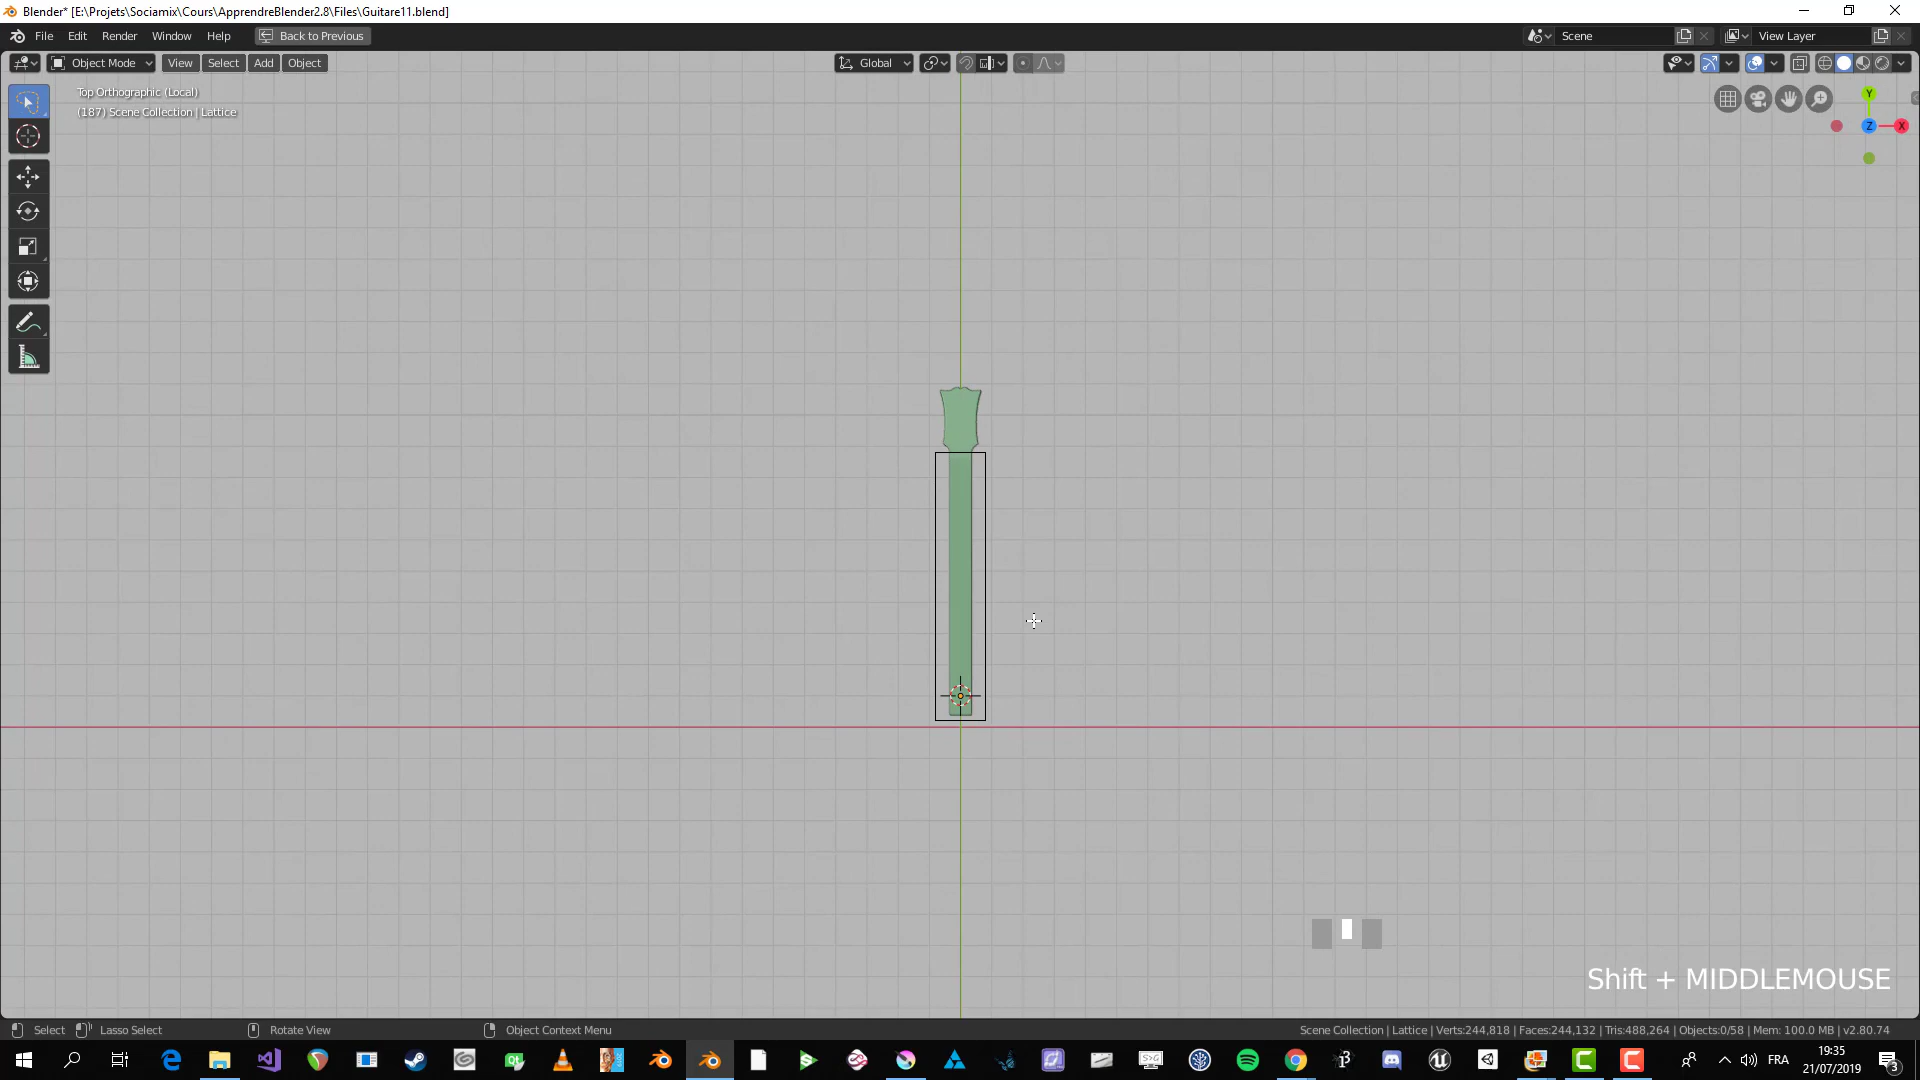 Blender* [E:\Projets\Sociamix\Cours\ApprendreBlender2.8\Files\Guitare11.blend]
File Edit Render Window Help Back to Previous Scene View Layer
Object Mode View Select Add Object Global
Top Orthographic (Local)
(187) Scene Collection | Lattice
Y
Z
X
Shift + MIDDLEMOUSE
Select Lasso Select Rotate View Object Context Menu Scene Collection | Lattice | Verts:244,818 | Faces:244,132 | Tris:488,264 | Objects:0/58 | Mem: 100.0 MB | v2.80.74
FRA
19:35
21/07/2019
3